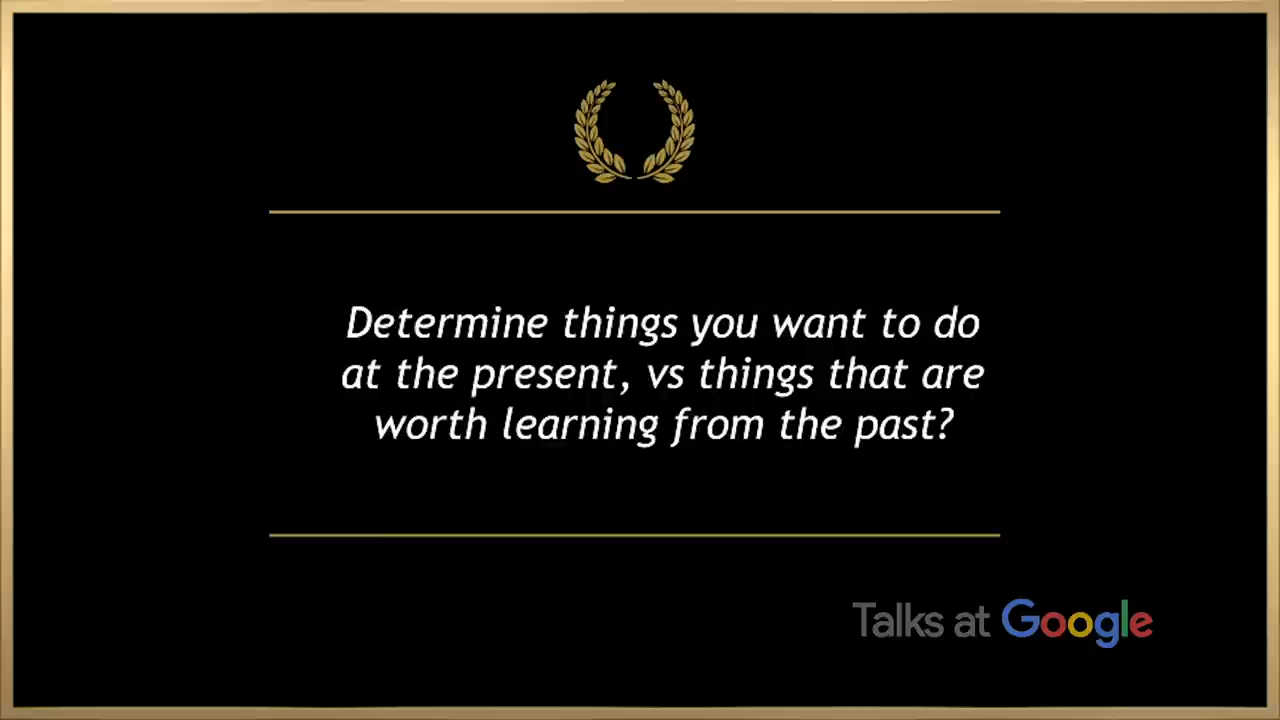 Determine things you want to do
at the present, vs things that are
worth learning from the past?
Talks at Google